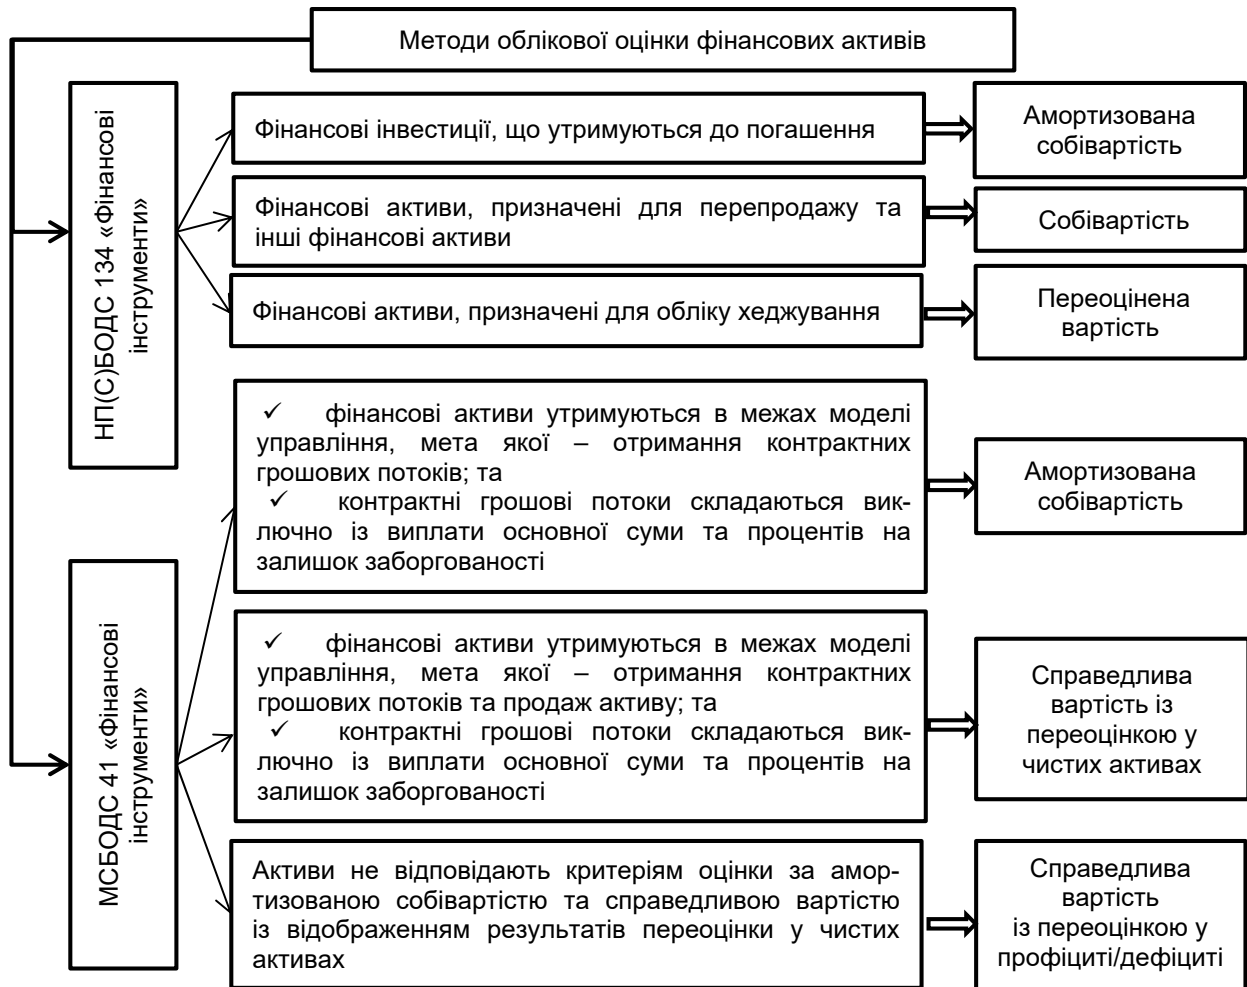 Методи облікової оцінки фінансових активів
НП(С)БОДС 134 «Фінансові
інструменти»
Фінансові інвестиції, що утримуються до погашення
Амортизована
собівартість
Фінансові активи, призначені для перепродажу та
інші фінансові активи
Собівартість
Фінансові активи, призначені для обліку хеджування
Переоцінена
вартість
МСБОДС 41 «Фінансові
інструменти»
✓ фінансові активи утримуються в межах моделі
управління, мета якої – отримання контрактних
грошових потоків; та
✓ контрактні грошові потоки складаються вик-
лючно із виплати основної суми та процентів на
залишок заборгованості
Амортизована
собівартість
✓ фінансові активи утримуються в межах моделі
управління, мета якої – отримання контрактних
грошових потоків та продаж активу; та
✓ контрактні грошові потоки складаються вик-
лючно із виплати основної суми та процентів на
залишок заборгованості
Справедлива
вартість із
переоцінкою у
чистих активах
Активи не відповідають критеріям оцінки за амор-
тизованою собівартістю та справедливою вартістю
із відображенням результатів переоцінки у чистих
активах
Справедлива
вартість
із переоцінкою у
профіциті/дефіциті